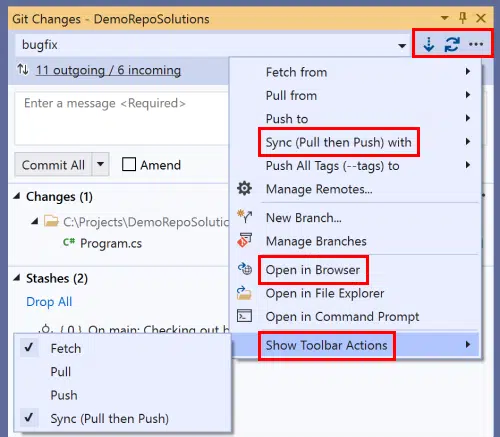 Git Changes - DemoRepoSolutions
bugfix
11 outgoing / 6 incoming
Enter a message <Required>
Commit All
Amend
Changes (1)
C:\Projects\DemoRepoSolution
C# Program.cs
Stashes (2)
Drop All
{0} On main: Checking out b
Fetch from
Pull from
Push to
Sync (Pull then Push) with
Push All Tags (--tags) to
Manage Remotes...
New Branch...
Manage Branches
Open in Browser
Open in File Explorer
Open in Command Prompt
Show Toolbar Actions
Fetch
Pull
Push
Sync (Pull then Push)